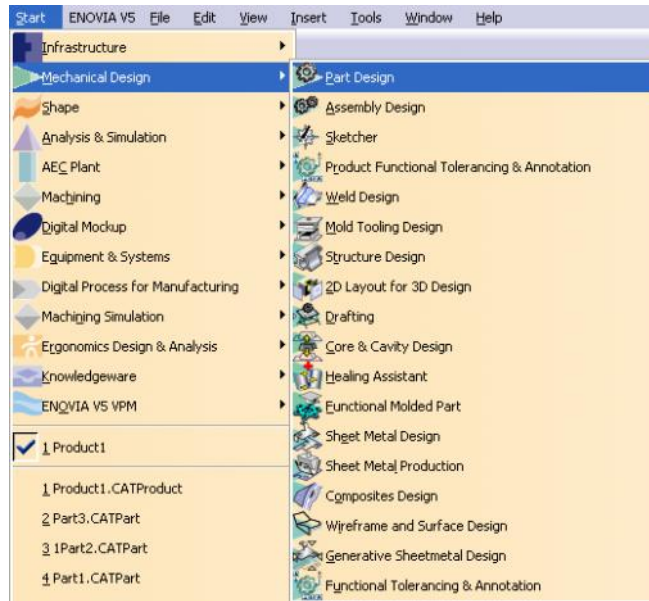 Start ENOVIA V5 File Edit View Insert Tools Window Help
Infrastructure
Mechanical Design
Shape
Analysis & Simulation
AEC Plant
Machining
Digital Mockup
Equipment & Systems
Digital Process for Manufacturing
Machining Simulation
Ergonomics Design & Analysis
Knowledgeware
ENOVIA V5 VPM
1 Product1
1 Product1.CATProduct
2 Part3.CATPart
3 1Part2.CATPart
4 Part1.CATPart
Part Design
Assembly Design
Sketcher
Product Functional Tolerancing & Annotation
Weld Design
Mold Tooling Design
Structure Design
2D Layout for 3D Design
Drafting
Core & Cavity Design
Healing Assistant
Functional Molded Part
Sheet Metal Design
Sheet Metal Production
Composites Design
Wireframe and Surface Design
Generative Sheetmetal Design
Functional Tolerancing & Annotation